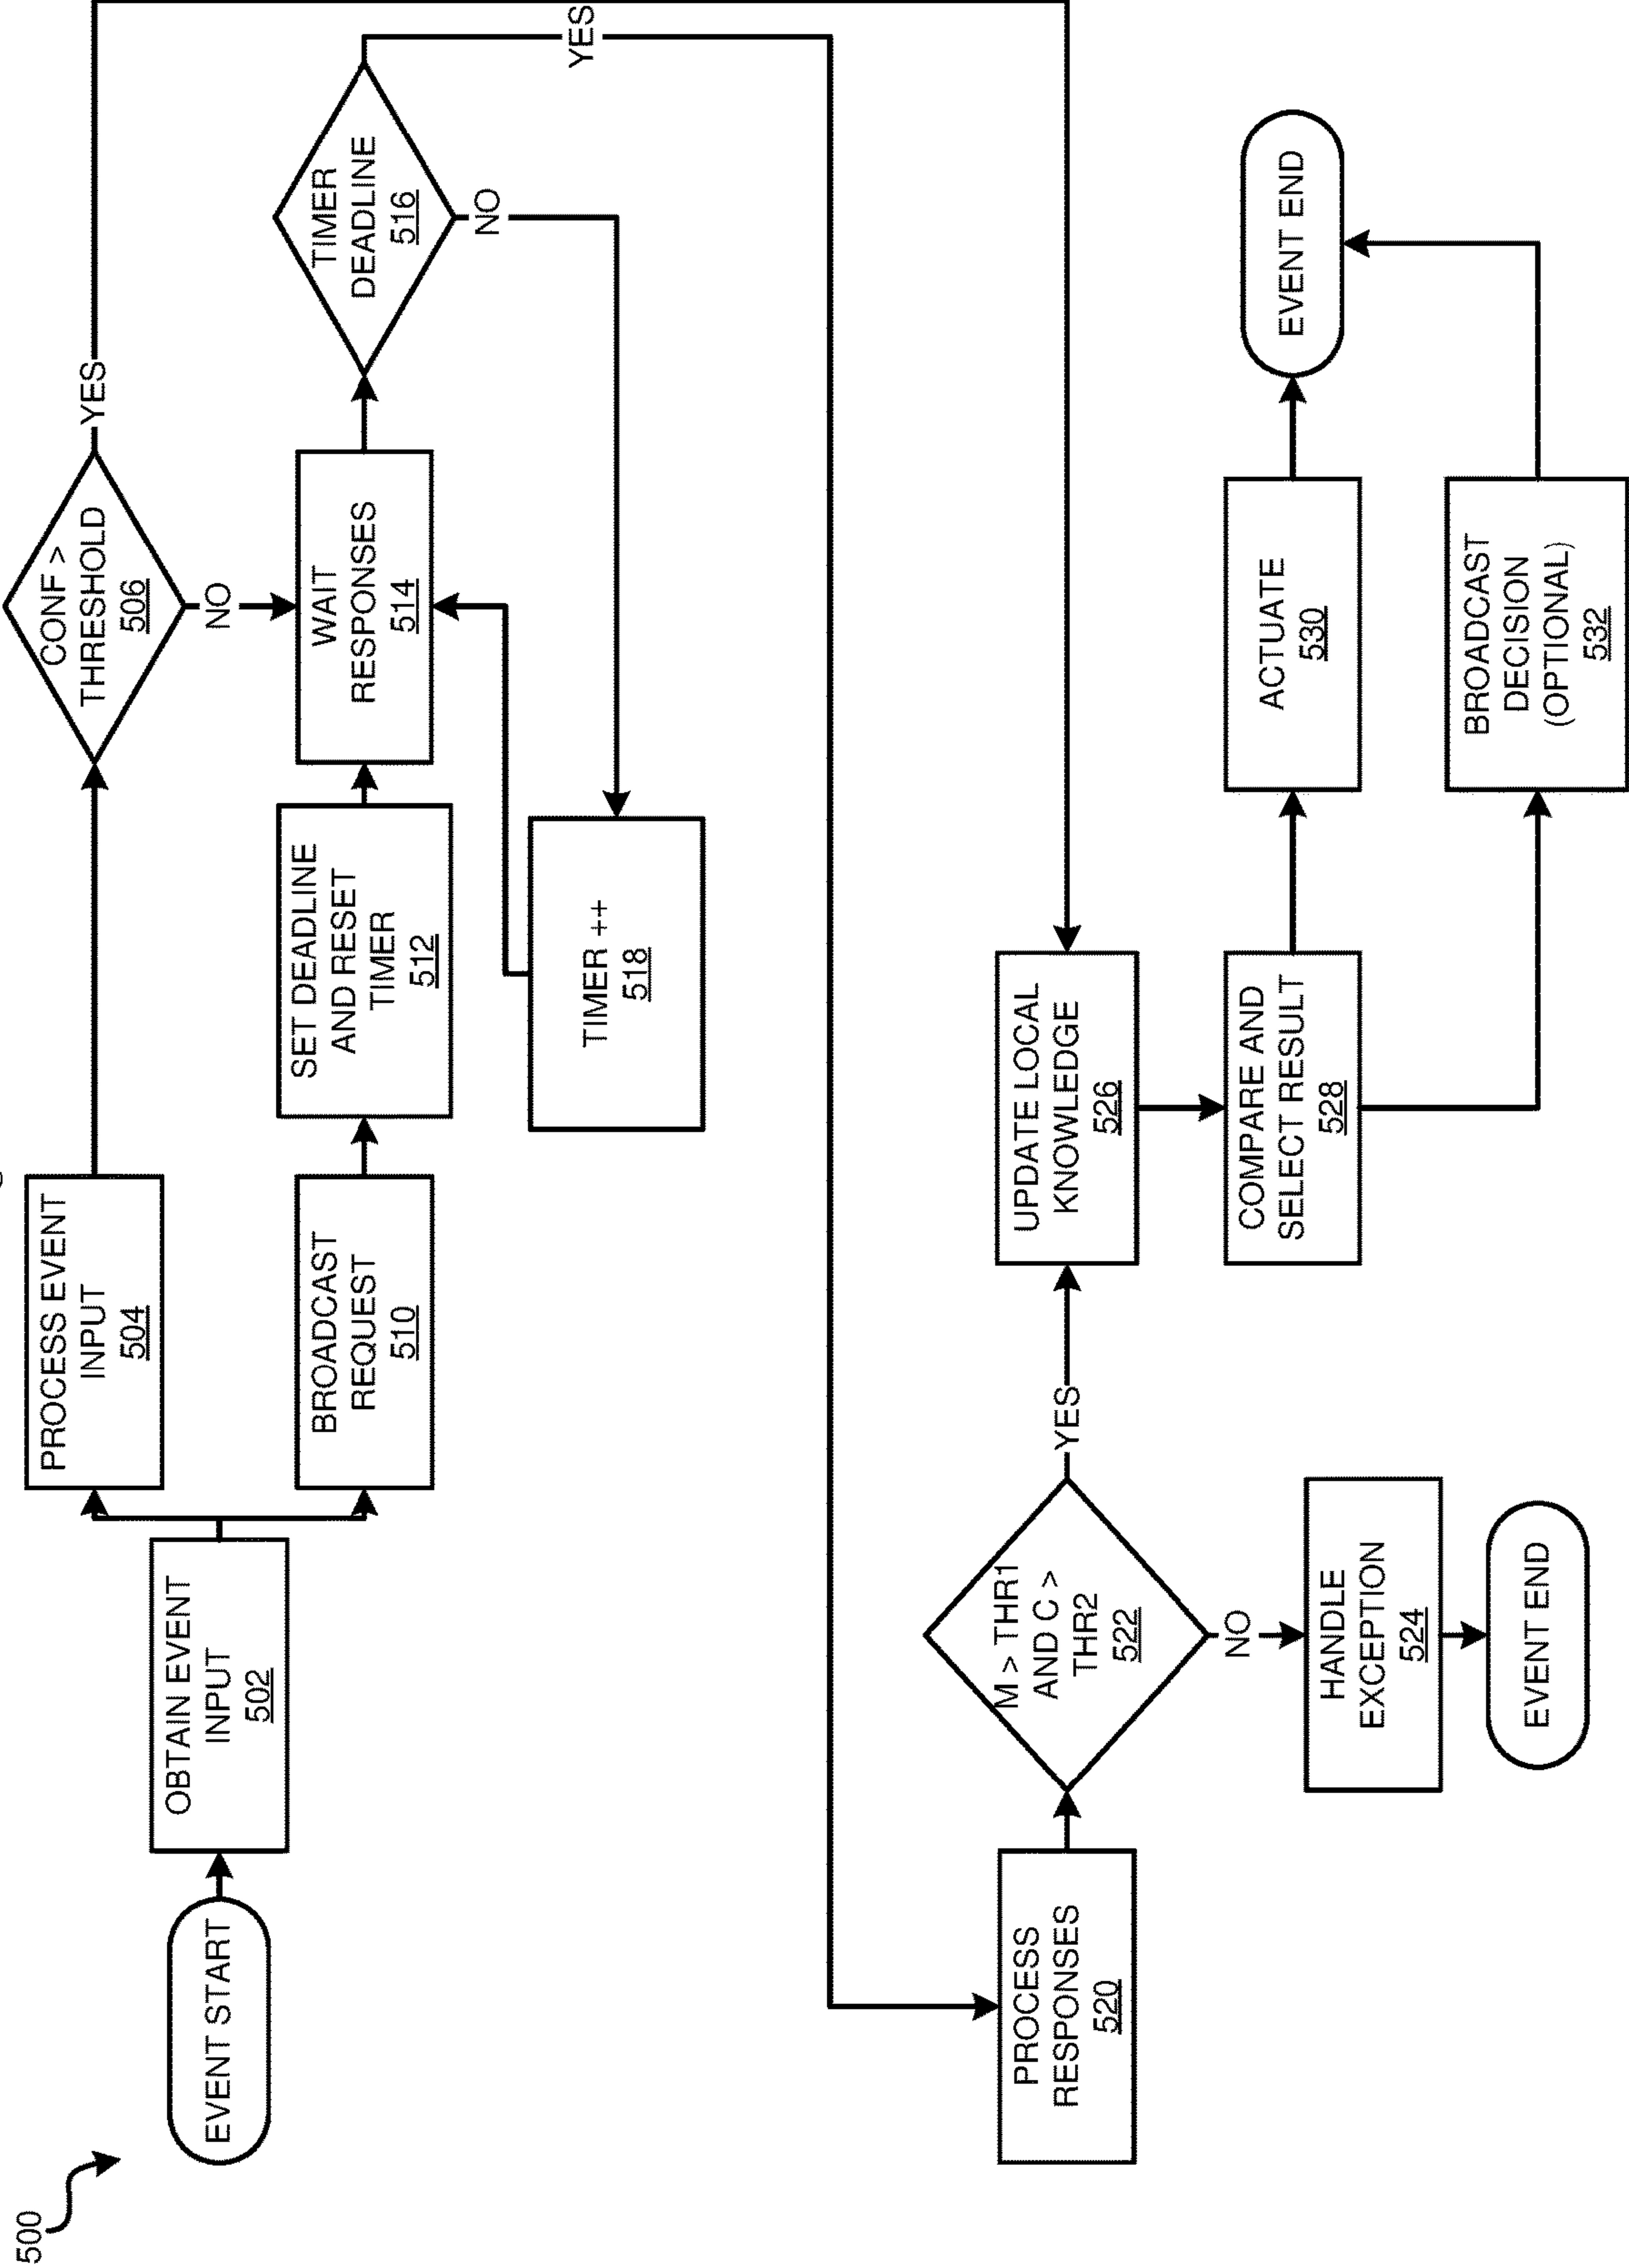 500
EVENT START
OBTAIN EVENT
INPUT
502
PROCESS EVENT
INPUT
504
CONF >
THRESHOLD
506
YES
NO
BROADCAST
REQUEST
510
SET DEADLINE
AND RESET
TIMER
512
WAIT
RESPONSES
514
TIMER
DEADLINE
516
YES
NO
TIMER ++
518
PROCESS
RESPONSES
520
M > THR1
AND C >
THR2
522
YES
NO
HANDLE
EXCEPTION
524
EVENT END
UPDATE LOCAL
KNOWLEDGE
526
COMPARE AND
SELECT RESULT
528
ACTUATE
530
EVENT END
BROADCAST
DECISION
(OPTIONAL)
532